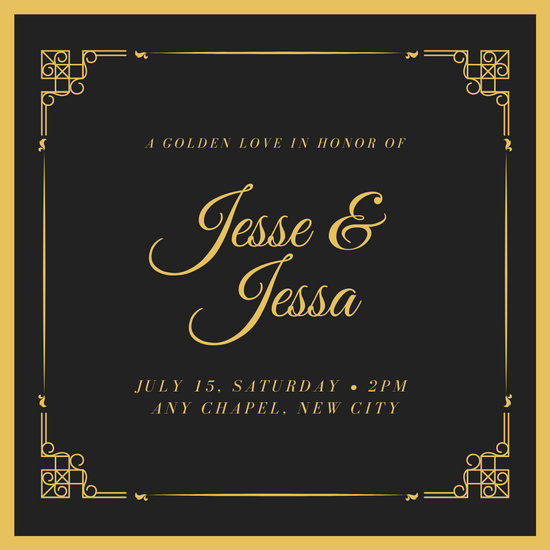 A GOLDEN LOVE IN HONOR OF
Jesse &
Jessa
JULY 15, SATURDAY • 2PM
ANY CHAPEL, NEW CITY